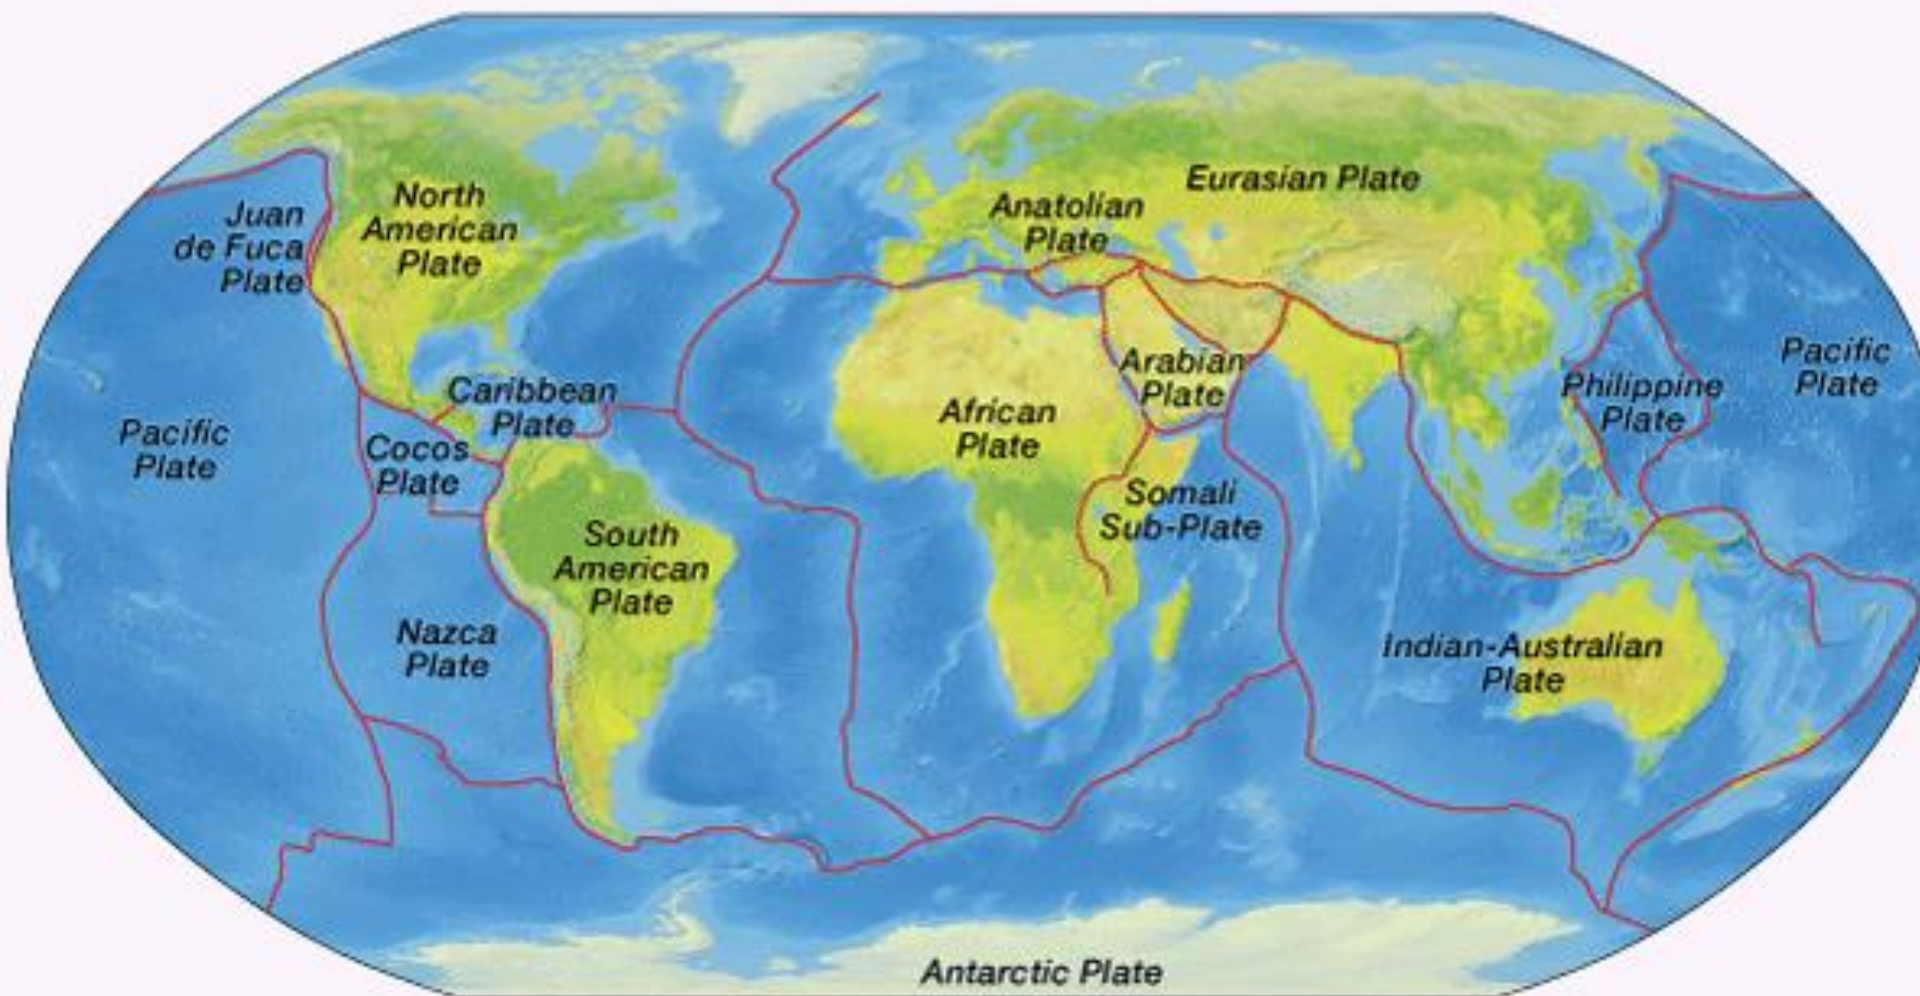 North
American
Plate
Juan
de Fuca
Plate
Eurasian Plate
Anatolian
Plate
Pacific
Plate
Caribbean
Plate
Cocos
Plate
African
Plate
Arabian
Plate
Philippine
Plate
Pacific
Plate
Somali
Sub-Plate
South
American
Plate
Nazca
Plate
Indian-Australian
Plate
Antarctic Plate